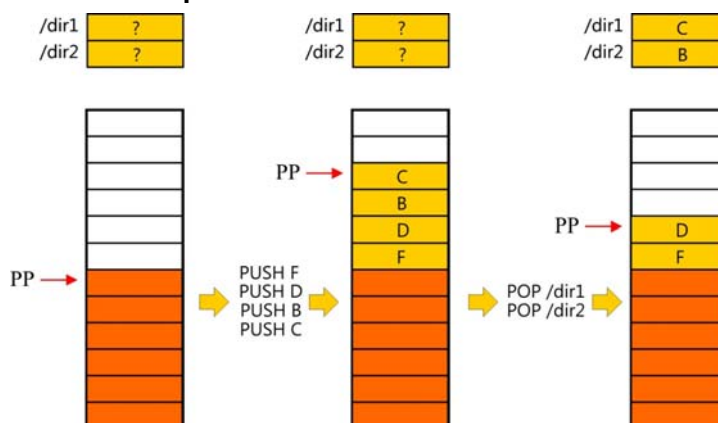 /dir1 ?
/dir2 ?
/dir1 ?
/dir2 ?
/dir1 C
/dir2 B
PP
PP
C
B
D
F
PP
D
F
PUSH F
PUSH D
PUSH B
PUSH C
POP /dir1
POP /dir2